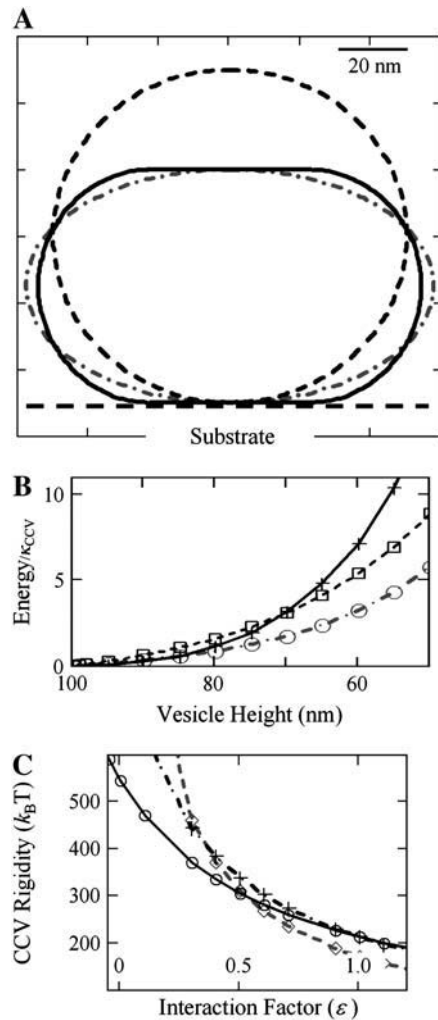 A
20 nm
Substrate
B
10
5
0
Energy/κCCV
100
80
60
Vesicle Height (nm)
C
500
400
300
200
CCV Rigidity (kBT)
0
0.5
1.0
Interaction Factor (ε)